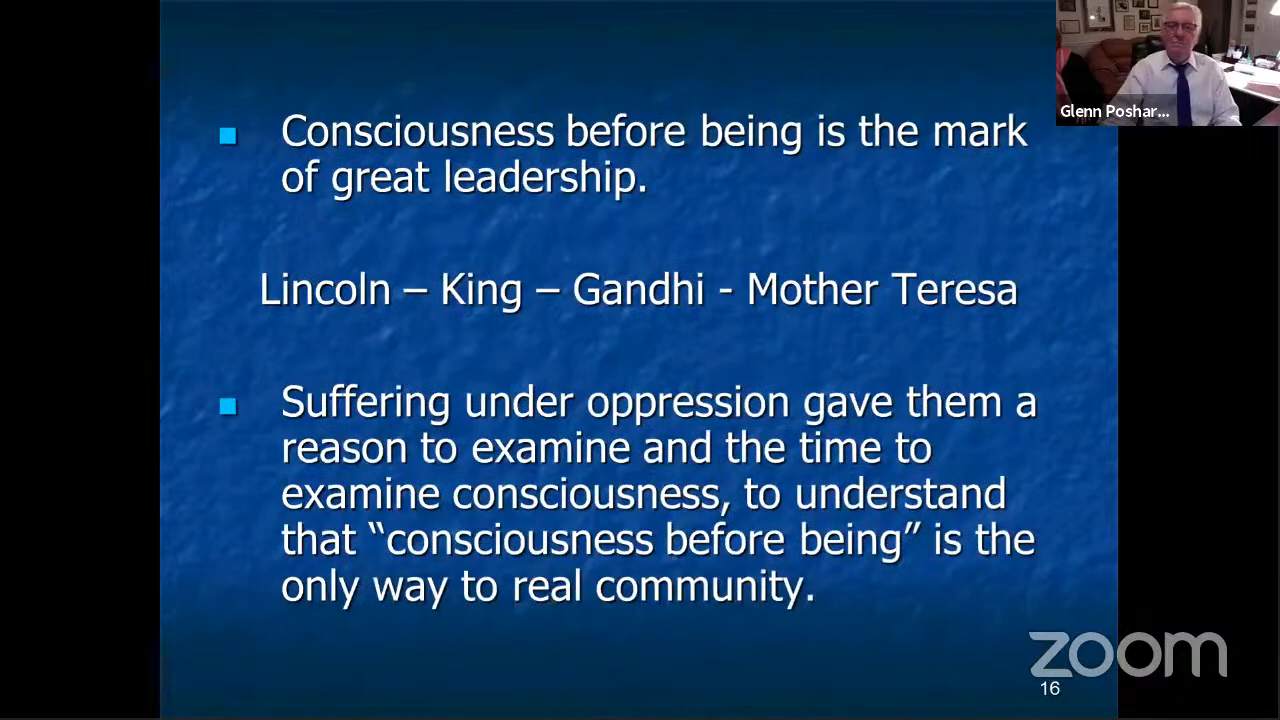 Glenn Poshar...
■ Consciousness before being is the mark
of great leadership.
Lincoln – King – Gandhi - Mother Teresa
■ Suffering under oppression gave them a
reason to examine and the time to
examine consciousness, to understand
that “consciousness before being” is the
only way to real community.
zoom
16